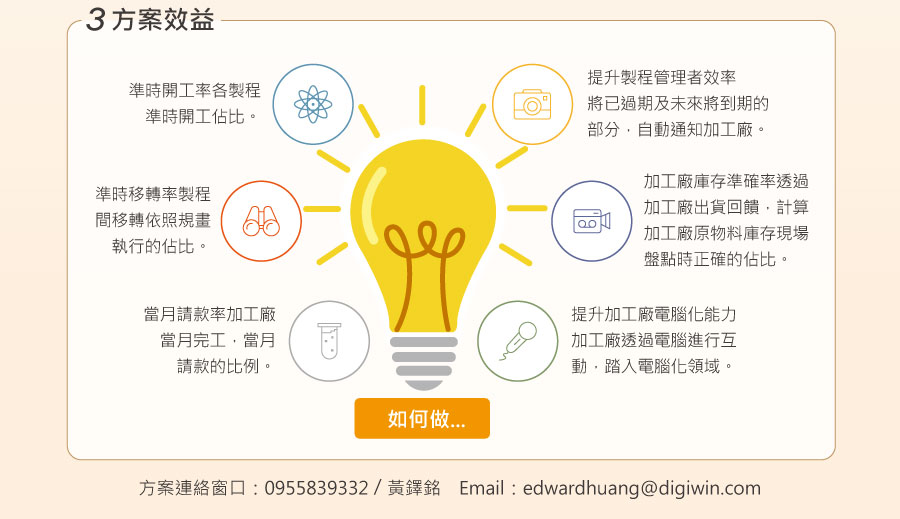 3 方案效益
準時開工率各製程
準時開工佔比。
準時移轉率製程
間移轉依照規畫
執行的佔比。
當月請款率加工廠
當月完工，當月
請款的比例。
提升製程管理者效率
將已過期及未來將到期的
部分，自動通知加工廠。
加工廠庫存準確率透過
加工廠出貨回饋，計算
加工廠原物料庫存現場
盤點時正確的佔比。
提升加工廠電腦化能力
加工廠透過電腦進行互
動，踏入電腦化領域。
如何做...
方案連絡窗口：0955839332 / 黃鐸銘 Email：edwardhuang@digiwin.com